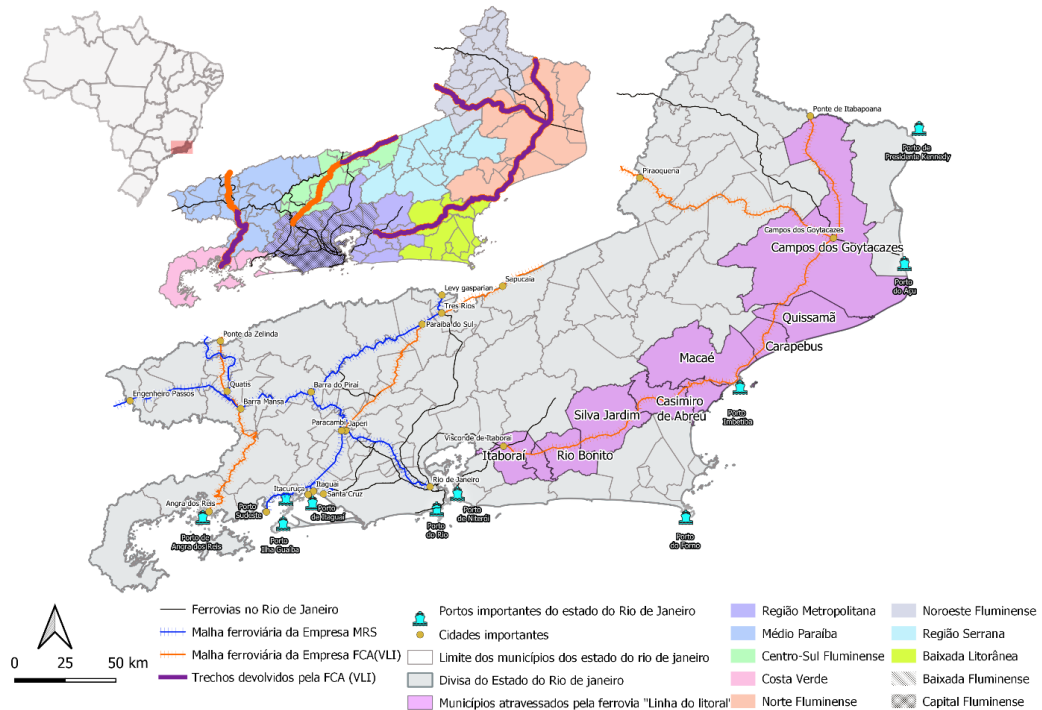 Ponte de Itabapoana
Porto de
Presidente Kennedy
Piraoquena
Campos dos Goytacazes
Campos dos Goytacazes
Porto
do Açu
Sapucaia
Levy gasparian
Tres Rios
Paraiba do Sul
Quissamã
Carapebus
Macaé
Ponte da Zelinda
Quatis
Barra do Piraí
Engenheiro Passos
Barra Mansa
Casimiro
de Abreu
Porto
Imbetiba
Silva Jardim
Paracambi
Japeri
Visconde de Itaborai
Itaboraí
Rio Bonito
Itaguai
Itacuruça
Santa Cruz
Rio de Janeiro
Angra dos Reis
Porto
Sudeste
Porto
de Itaguaí
Porto
de Niterói
Porto de
Angra dos Reis
Porto
Ilha Guaíba
Porto
do Rio
Porto
do Forno
Ferrovias no Rio de Janeiro
Malha ferroviária da Empresa MRS
Malha ferroviária da Empresa FCA(VLI)
Trechos devolvidos pela FCA (VLI)
0 25 50 km
Portos importantes do estado do Rio de Janeiro
Cidades importantes
Limite dos municípios dos estado do rio de janeiro
Divisa do Estado do Rio de janeiro
Municípios atravessados pela ferrovia "Linha do litoral"
Região Metropolitana
Médio Paraíba
Centro-Sul Fluminense
Costa Verde
Norte Fluminense
Noroeste Fluminense
Região Serrana
Baixada Litorânea
Baixada Fluminense
Capital Fluminense